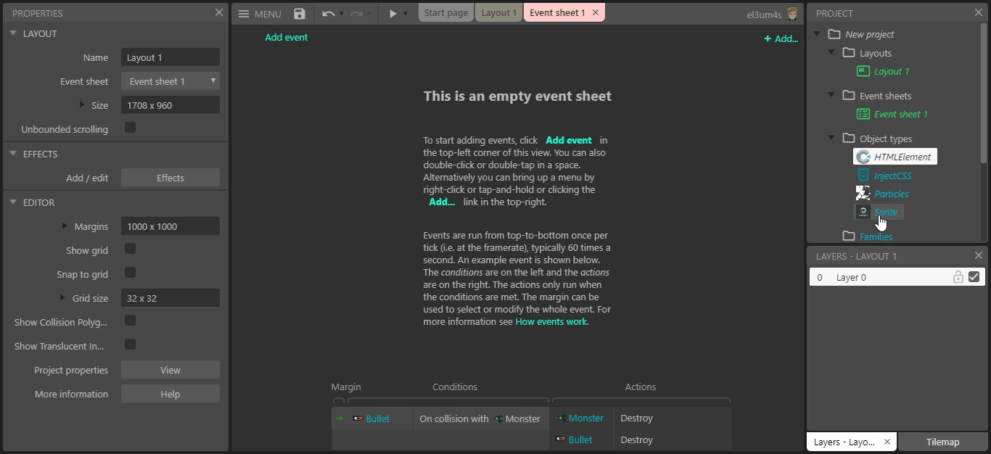 PROPERTIES
LAYOUT
Name Layout 1
Event sheet Event sheet 1
Size 1708 x 960
Unbounded scrolling
EFFECTS
Add / edit Effects
EDITOR
Margins 1000 x 1000
Show grid
Snap to grid
Grid size 32 x 32
Show Collision Polyg...
Show Translucent In...
Project properties View
More information Help
MENU
Start page Layout 1 Event sheet 1
el3um4s
Add event
+ Add...
This is an empty event sheet
To start adding events, click Add event in
the top-left corner of this view. You can also
double-click or double-tap in a space.
Alternatively you can bring up a menu by
right-click or tap-and-hold or clicking the
Add... link in the top-right.
Events are run from top-to-bottom once per
tick (i.e. at the framerate), typically 60 times a
second. An example event is shown below.
The conditions are on the left and the actions
are on the right. The actions only run when
the conditions are met. The margin can be
used to select or modify the whole event. For
more information see How events work.
Margin Conditions Actions
Bullet On collision with Monster Monster Destroy
Bullet Destroy
PROJECT
New project
Layouts
Layout 1
Event sheets
Event sheet 1
Object types
HTMLElement
InjectCSS
Particles
Sprite
Families
LAYERS - LAYOUT 1
0 Layer 0
Layers - Layo... Tilemap